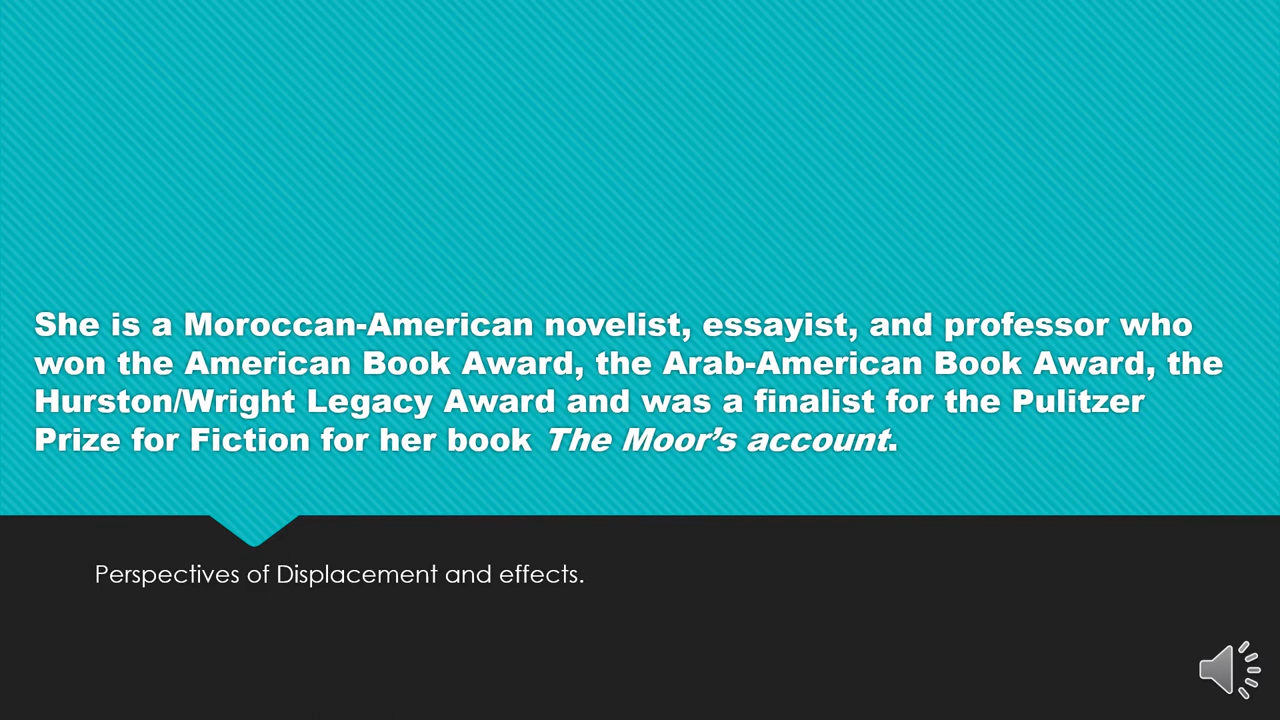 She is a Moroccan-American novelist, essayist, and professor who
won the American Book Award, the Arab-American Book Award, the
Hurston/Wright Legacy Award and was a finalist for the Pulitzer
Prize for Fiction for her book The Moor’s account.
Perspectives of Displacement and effects.